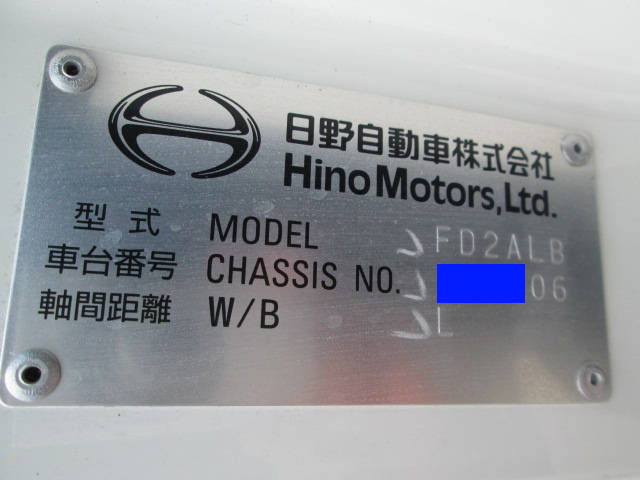 日野自動車株式会社
Hino Motors, Ltd.
型式 MODEL FD2ALB
車台番号 CHASSIS NO. 06
軸間距離 W/B L